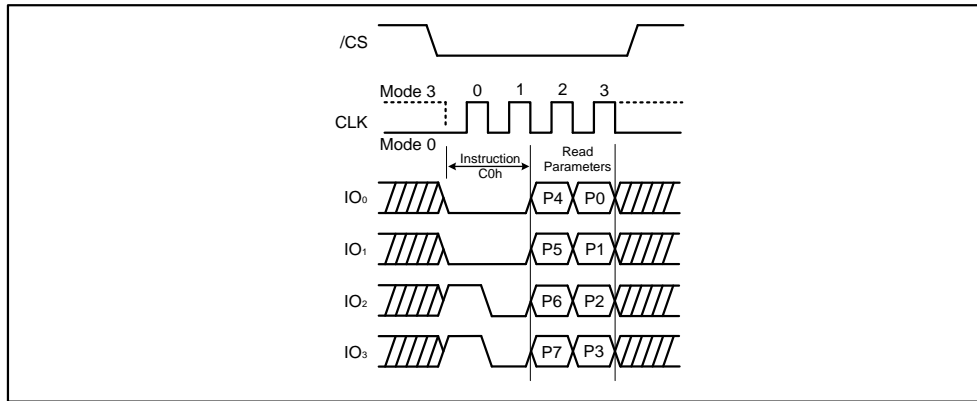 /CS
Mode 3 0 1 2 3
CLK
Mode 0
Instruction
C0h
Read
Parameters
IO₀ P4 P0
IO₁ P5 P1
IO₂ P6 P2
IO₃ P7 P3